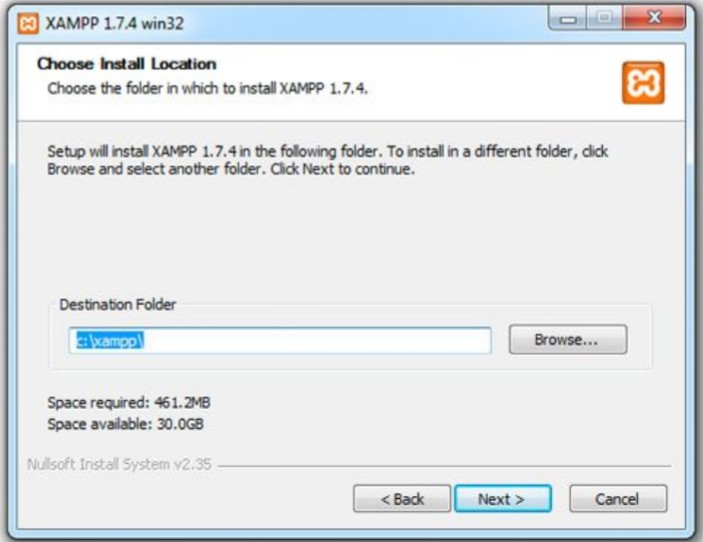 XAMPP 1.7.4 win32
Choose Install Location
Choose the folder in which to install XAMPP 1.7.4.
Setup will install XAMPP 1.7.4 in the following folder. To install in a different folder, click
Browse and select another folder. Click Next to continue.
Destination Folder
c:\xampp\
Browse...
Space required: 461.2MB
Space available: 30.0GB
Nullsoft Install System v2.35
< Back
Next >
Cancel